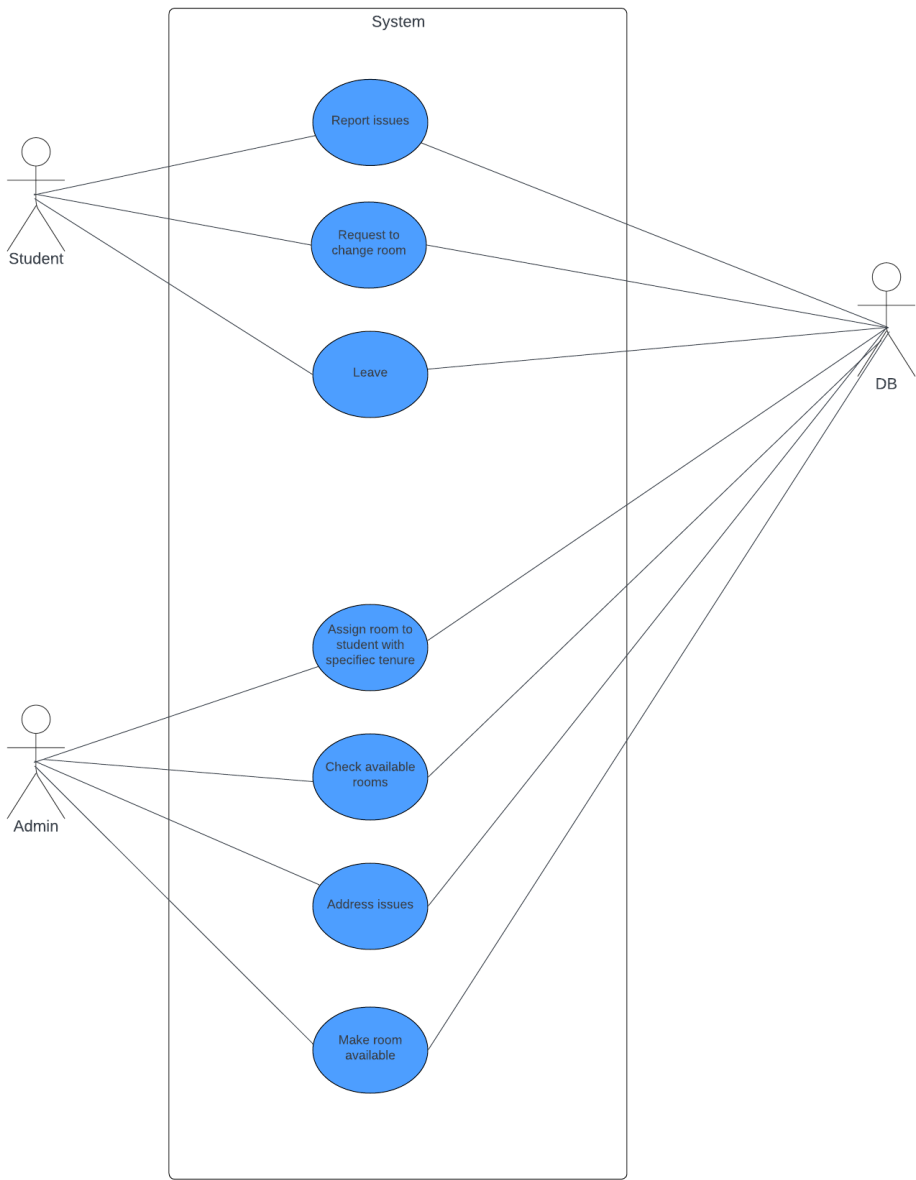 System
Report issues
Student
Request to
change room
DB
Leave
Assign room to
student with
specifiec tenure
Admin
Check available
rooms
Address issues
Make room
available